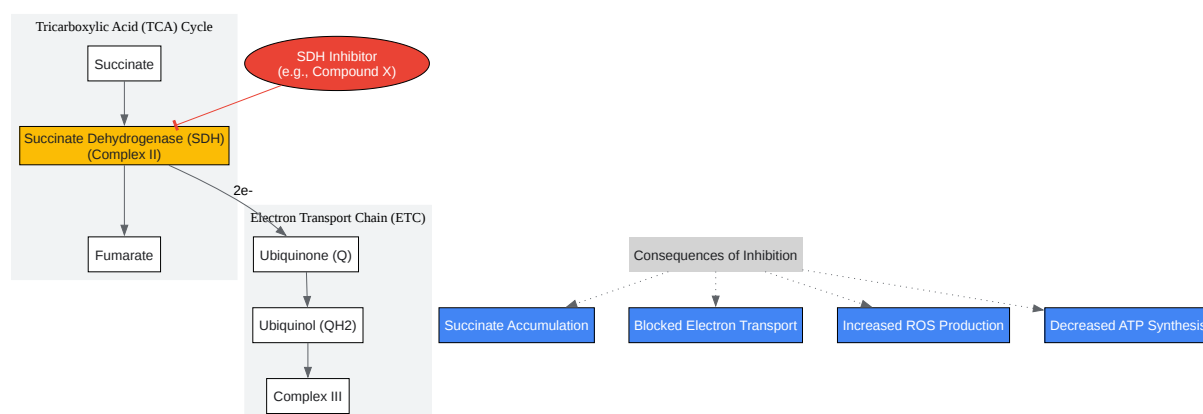 Tricarboxylic Acid (TCA) Cycle
Succinate
SDH Inhibitor
(e.g., Compound X)
Succinate Dehydrogenase (SDH)
(Complex II)
2e-
Electron Transport Chain (ETC)
Fumarate
Ubiquinone (Q)
Consequences of Inhibition
Ubiquinol (QH2)
Succinate Accumulation
Blocked Electron Transport
Increased ROS Production
Decreased ATP Synthesis
Complex III